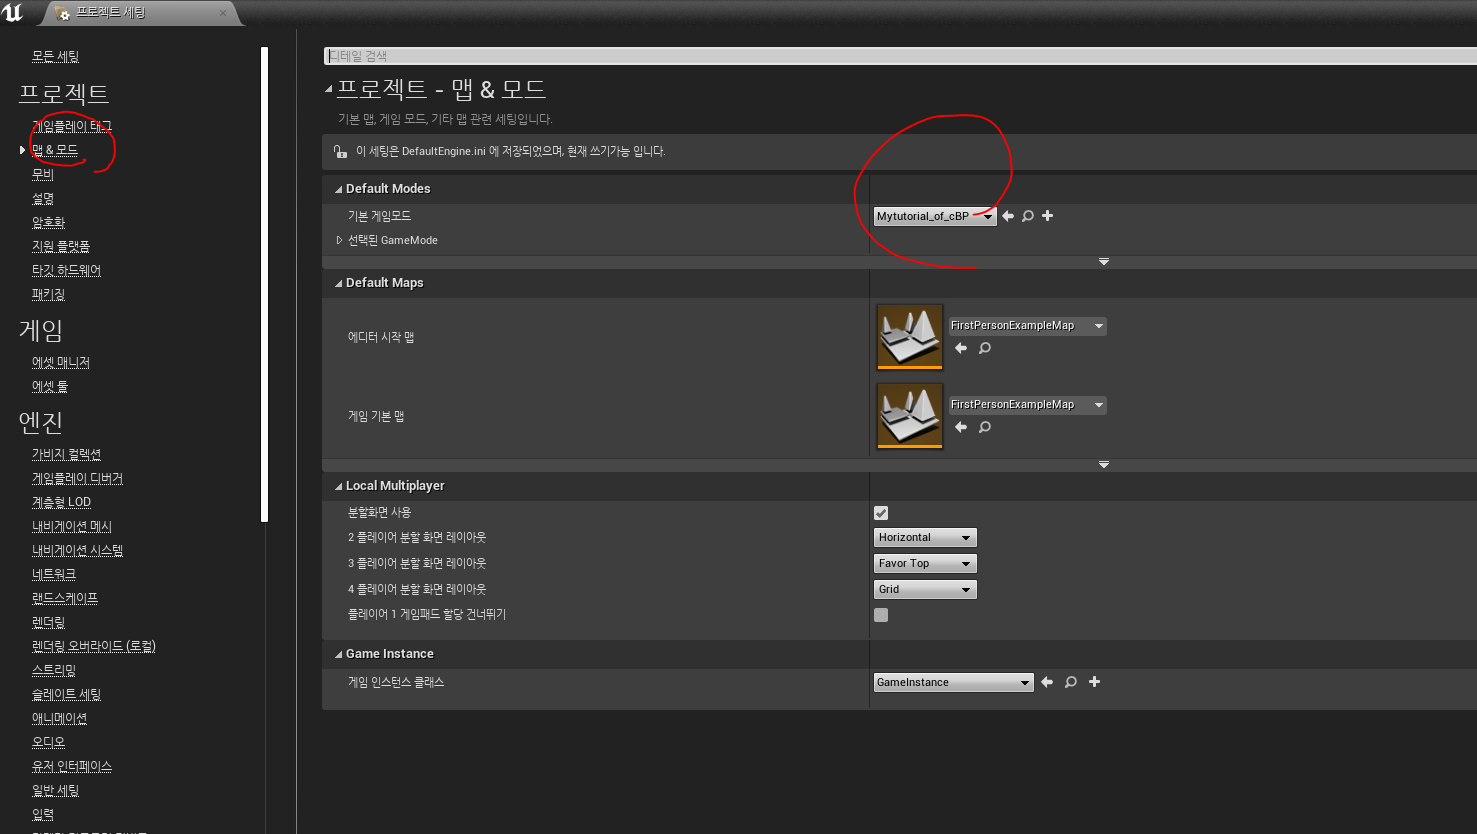 프로젝트 세팅
모든 세팅
프로젝트
게임플레이 태그
맵 & 모드
무비
설명
암호화
지원 플랫폼
타깃 하드웨어
패키징
게임
에셋 매니저
에셋 툴
엔진
가비지 컬렉션
게임플레이 디버거
계층형 LOD
내비게이션 메시
내비게이션 시스템
네트워크
랜드스케이프
렌더링
렌더링 오버라이드 (로컬)
스트리밍
슬레이트 세팅
애니메이션
오디오
유저 인터페이스
일반 세팅
입력
디테일 검색
프로젝트 - 맵 & 모드
기본 맵, 게임 모드, 기타 맵 관련 세팅입니다.
이 세팅은 DefaultEngine.ini 에 저장되었으며, 현재 쓰기가능 입니다.
Default Modes
기본 게임모드 Mytutorial_of_cBP
선택된 GameMode
Default Maps
에디터 시작 맵 FirstPersonExampleMap
게임 기본 맵 FirstPersonExampleMap
Local Multiplayer
분할화면 사용
2 플레이어 분할 화면 레이아웃 Horizontal
3 플레이어 분할 화면 레이아웃 Favor Top
4 플레이어 분할 화면 레이아웃 Grid
플레이어 1 게임패드 할당 건너뛰기
Game Instance
게임 인스턴스 클래스 GameInstance